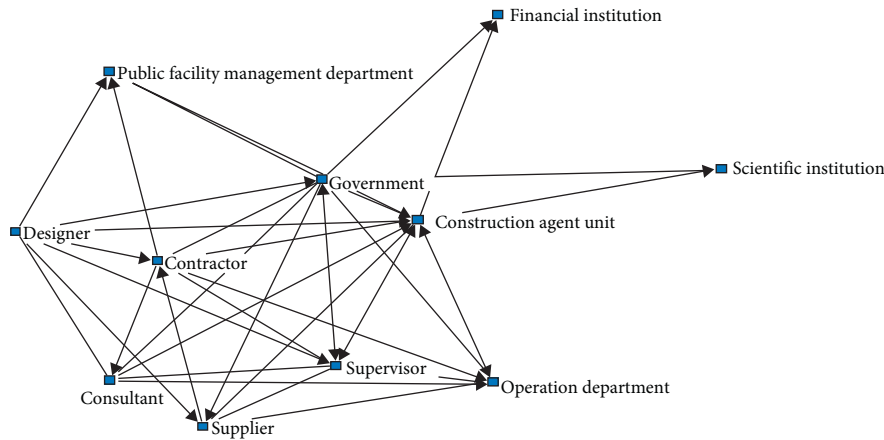 Financial institution
Public facility management department
Scientific institution
Government
Construction agent unit
Designer
Contractor
Supervisor
Operation department
Consultant
Supplier